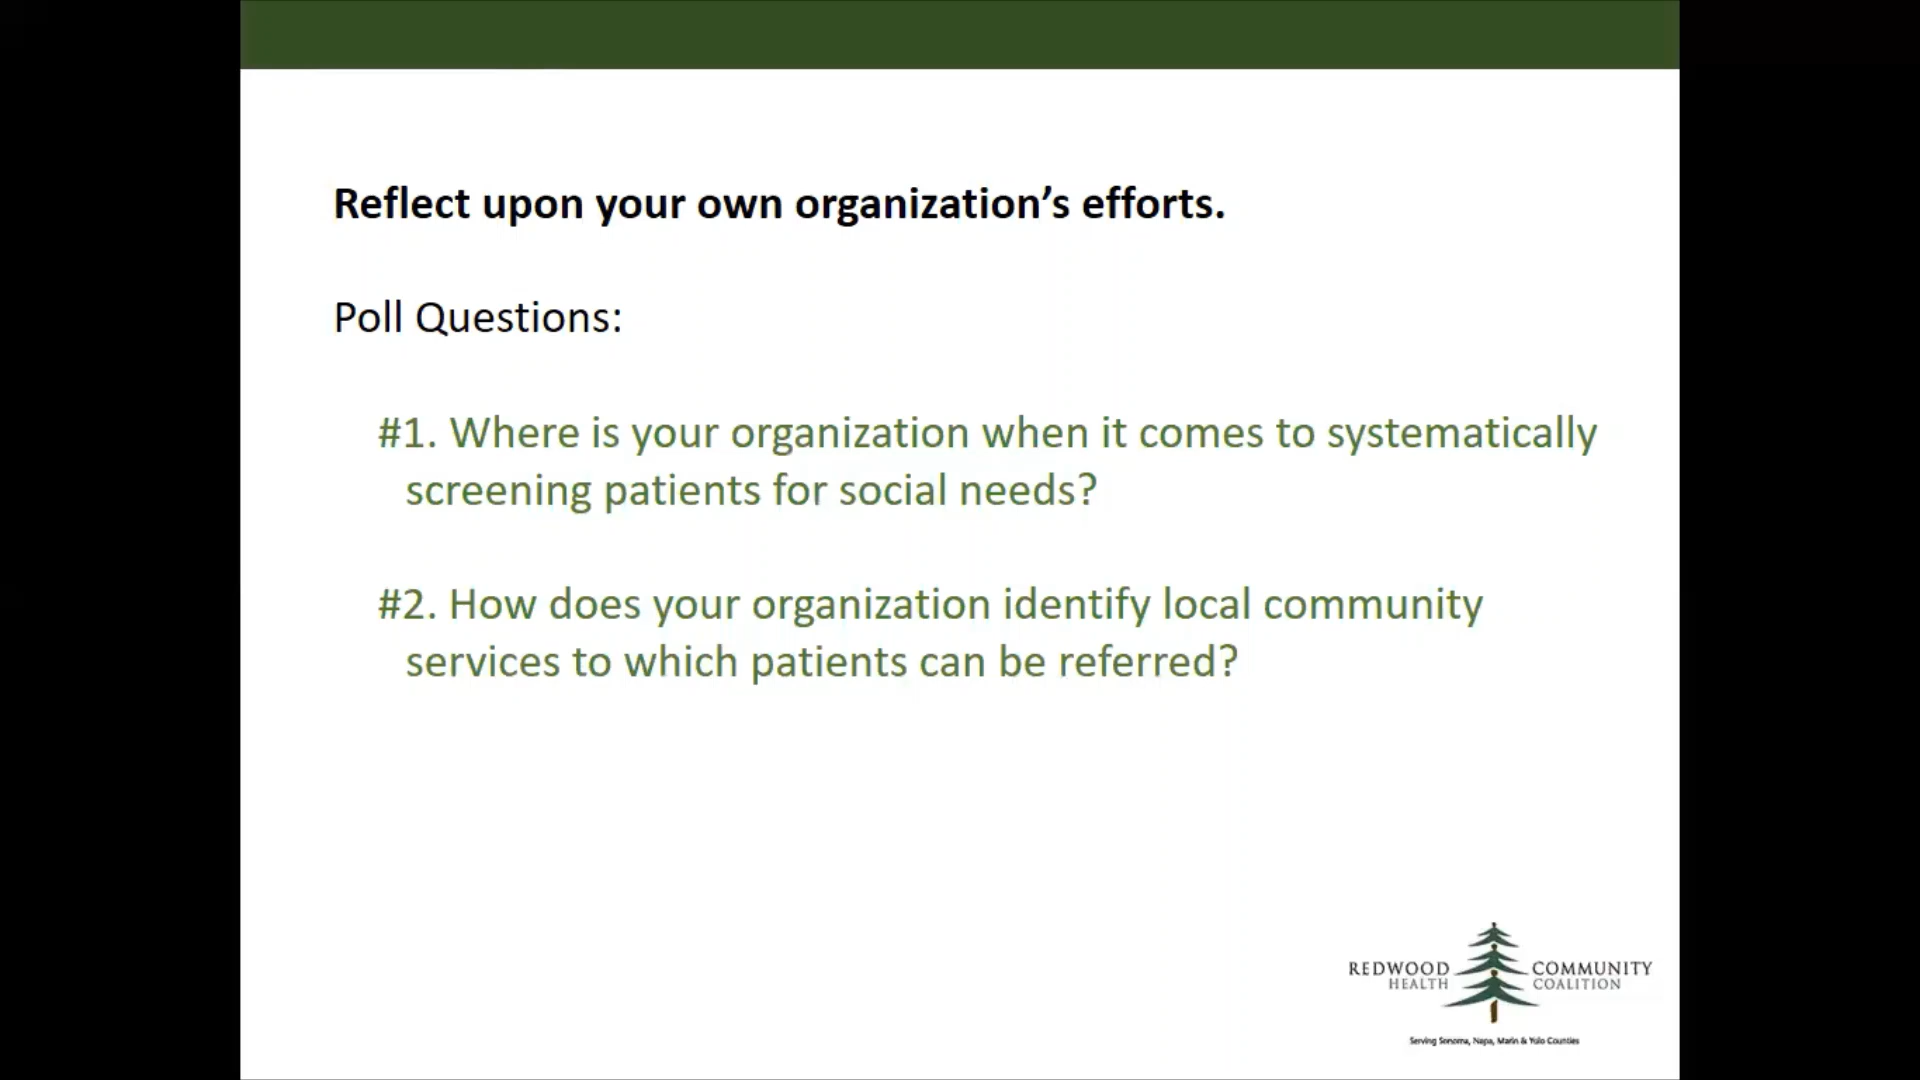 Reflect upon your own organization’s efforts.
Poll Questions:
#1. Where is your organization when it comes to systematically
screening patients for social needs?
#2. How does your organization identify local community
services to which patients can be referred?
REDWOOD COMMUNITY
HEALTH COALITION
Serving Sonoma, Napa, Marin & Yolo Counties